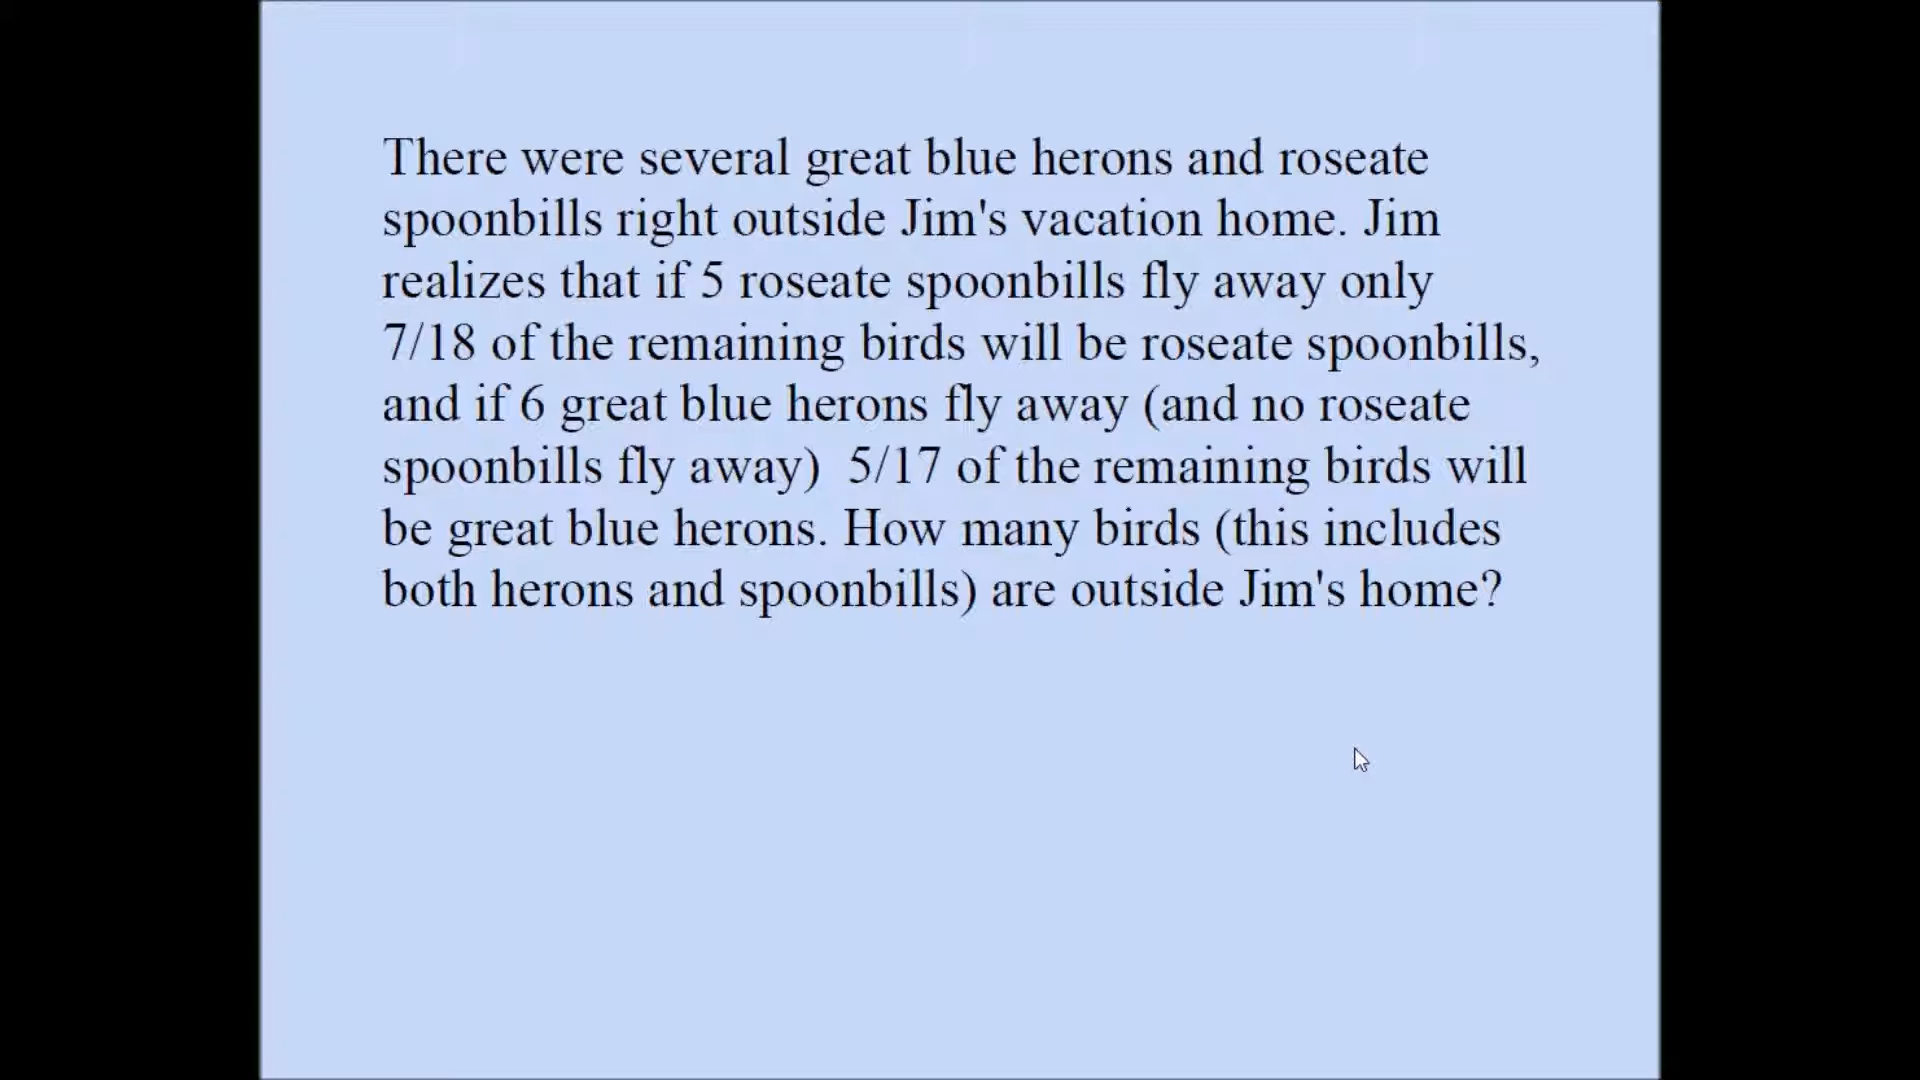 There were several great blue herons and roseate
spoonbills right outside Jim's vacation home. Jim
realizes that if 5 roseate spoonbills fly away only
7/18 of the remaining birds will be roseate spoonbills,
and if 6 great blue herons fly away (and no roseate
spoonbills fly away)  5/17 of the remaining birds will
be great blue herons. How many birds (this includes
both herons and spoonbills) are outside Jim's home?